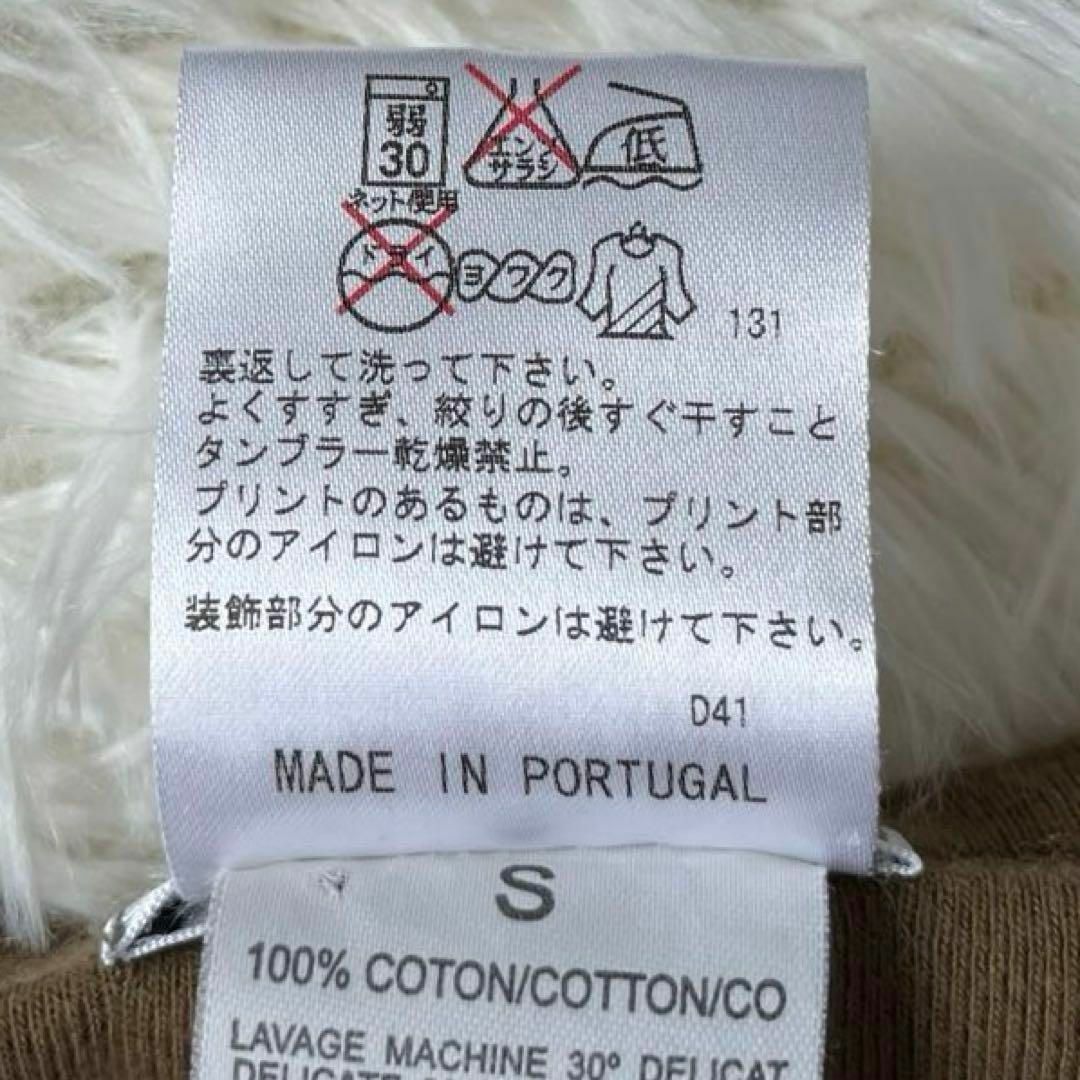 弱
30
ネット使用
エンソ
サラシ
低
ドライ
ヨワク
131
裏返して洗って下さい。
よくすすぎ、絞りの後すぐ干すこと
タンブラー乾燥禁止。
プリントのあるものは、プリント部
分のアイロンは避けて下さい。
装飾部分のアイロンは避けて下さい。
D41
MADE IN PORTUGAL
S
100% COTON/COTTON/CO
LAVAGE MACHINE 30° DELICAT
DELICATE